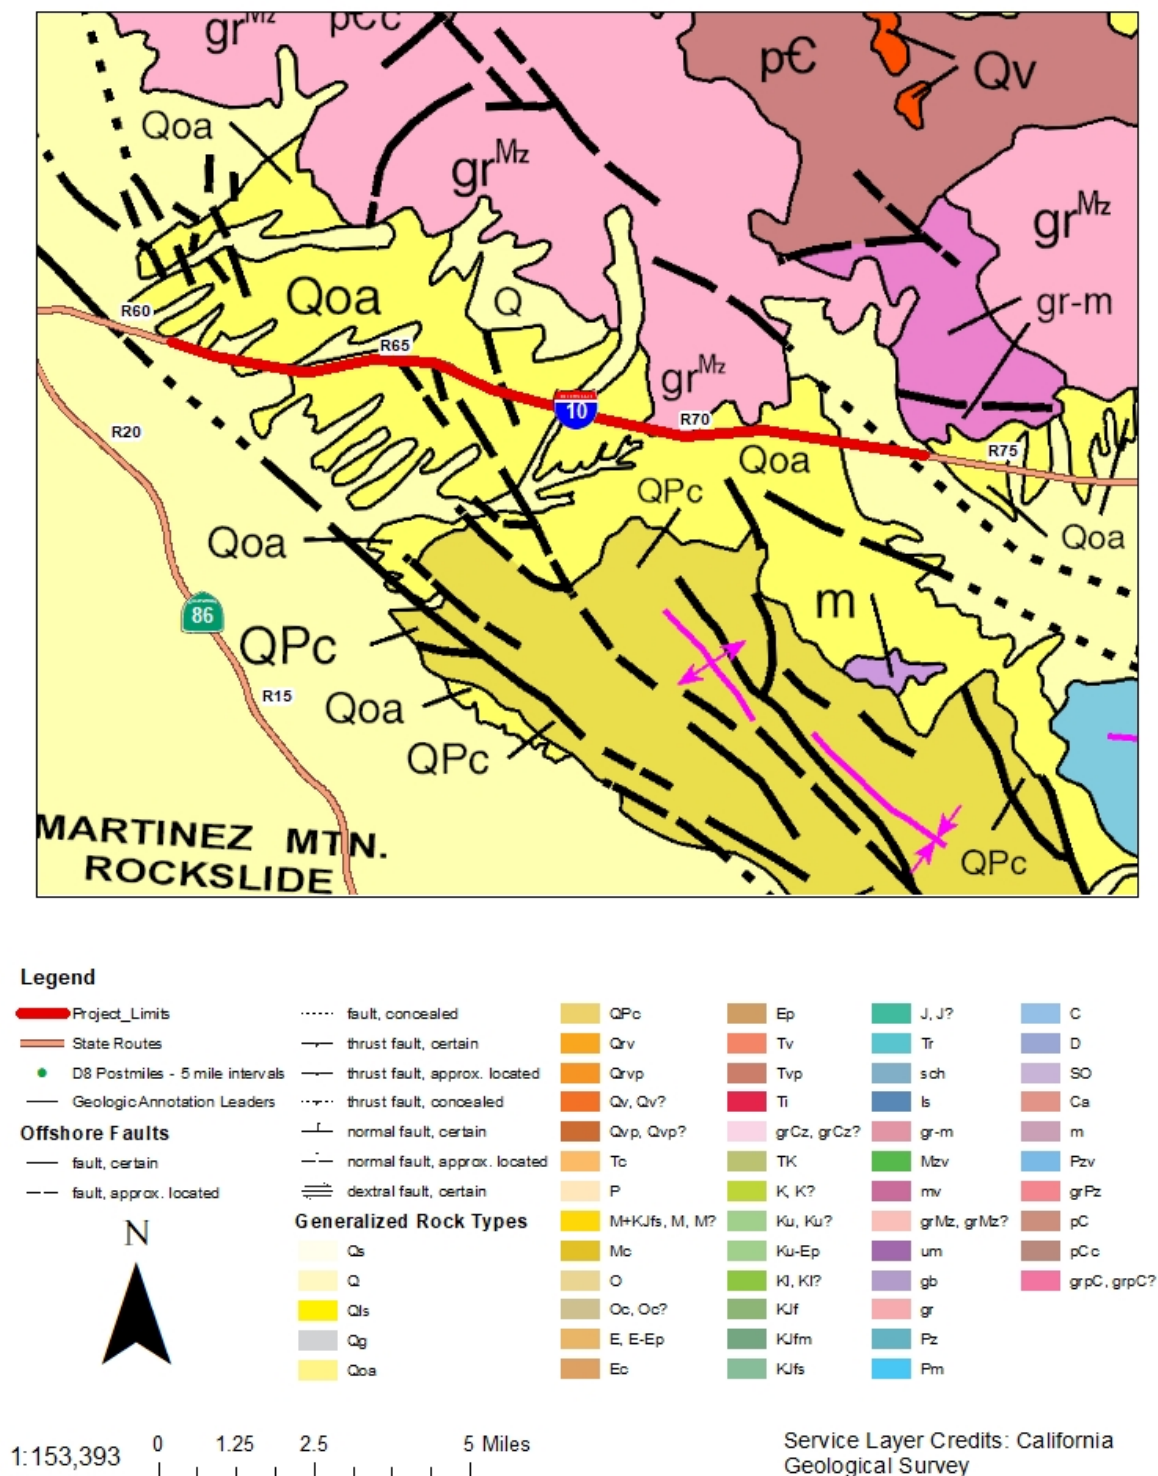 grMz
pЄc
pЄ
Qv
Qoa
grMz
grMz
Qoa
Q
gr-m
R60
R65
grMz
10
R70
R20
Qoa
R75
QPc
Qoa
Qoa
86
m
QPc
R15
Qoa
QPc
MARTINEZ MTN.
ROCKSLIDE
QPc
Legend
Project_Limits
State Routes
D8 Postmiles - 5 mile intervals
Geologic Annotation Leaders
Offshore Faults
fault, certain
fault, approx. located
N
fault, concealed
thrust fault, certain
thrust fault, approx. located
thrust fault, concealed
normal fault, certain
normal fault, approx. located
dextral fault, certain
Generalized Rock Types
Qs
Q
Qls
Qg
Qoa
QPc
Qrv
Qrvp
Qv, Qv?
Qvp, Qvp?
Tc
P
M+KJfs, M, M?
Mc
O
Oc, Oc?
E, E-Ep
Ec
Ep
Tv
Tvp
Ti
grCz, grCz?
TK
K, K?
Ku, Ku?
Ku-Ep
Kl, Kl?
KJf
KJfm
KJfs
J, J?
Tr
sch
ls
gr-m
Mzv
mv
grMz, grMz?
um
gb
gr
Pz
Pm
C
D
SO
Ca
m
Pzv
grPz
pC
pCc
grpC, grpC?
1:153,393
0 1.25 2.5 5 Miles
Service Layer Credits: California
Geological Survey